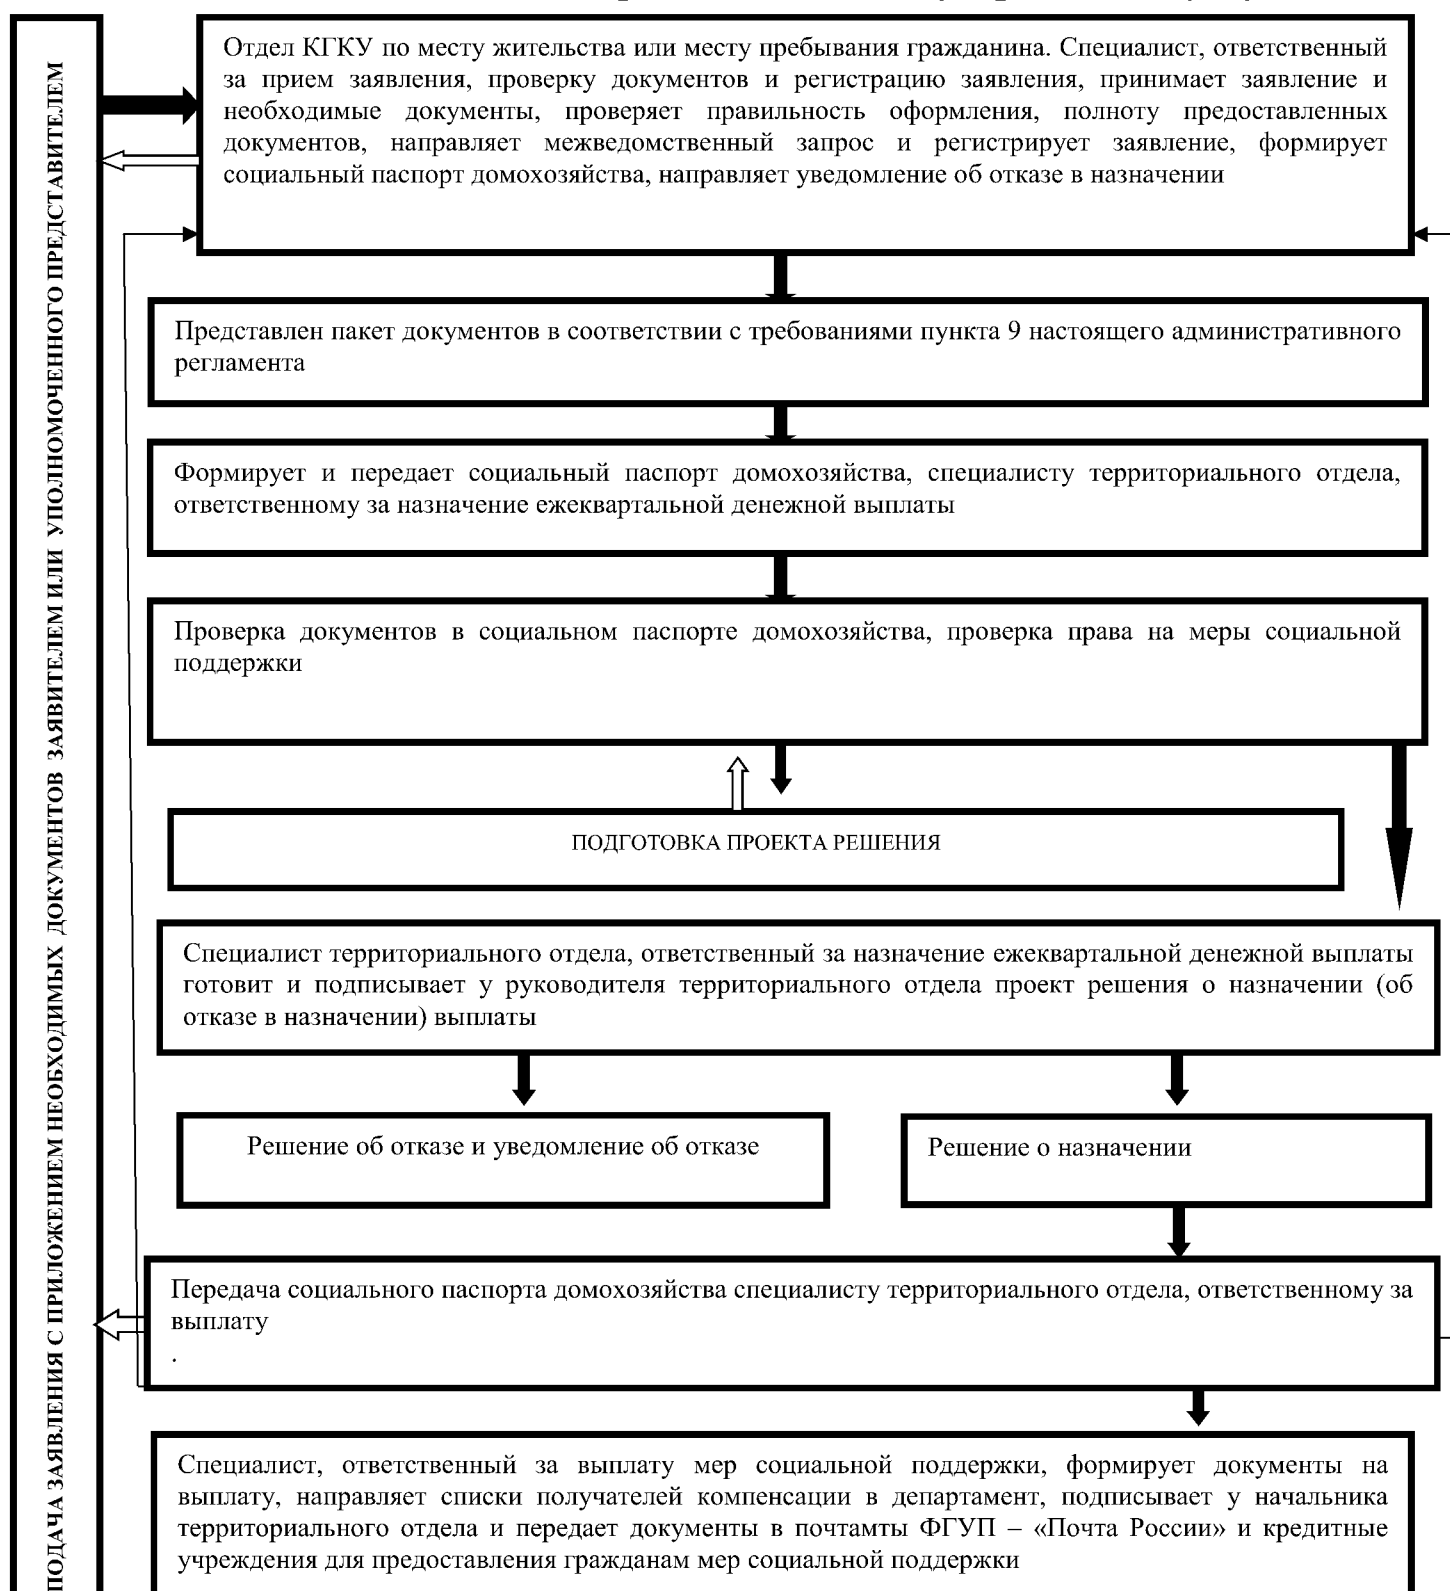 ПОДАЧА ЗАЯВЛЕНИЯ С ПРИЛОЖЕНИЕМ НЕОБХОДИМЫХ ДОКУМЕНТОВ ЗАЯВИТЕЛЕМ ИЛИ УПОЛНОМОЧЕННОГО ПРЕДСТАВИТЕЛЕМ
Отдел КГКУ по месту жительства или месту пребывания гражданина. Специалист, ответственный
за прием заявления, проверку документов и регистрацию заявления, принимает заявление и
необходимые документы, проверяет правильность оформления, полноту предоставленных
документов, направляет межведомственный запрос и регистрирует заявление, формирует
социальный паспорт домохозяйства, направляет уведомление об отказе в назначении
Представлен пакет документов в соответствии с требованиями пункта 9 настоящего административного
регламента
Формирует и передает социальный паспорт домохозяйства, специалисту территориального отдела,
ответственному за назначение ежеквартальной денежной выплаты
Проверка документов в социальном паспорте домохозяйства, проверка права на меры социальной
поддержки
ПОДГОТОВКА ПРОЕКТА РЕШЕНИЯ
Специалист территориального отдела, ответственный за назначение ежеквартальной денежной выплаты
готовит и подписывает у руководителя территориального отдела проект решения о назначении (об
отказе в назначении) выплаты
Решение об отказе и уведомление об отказе
Решение о назначении
Передача социального паспорта домохозяйства специалисту территориального отдела, ответственному за
выплату
.
Специалист, ответственный за выплату мер социальной поддержки, формирует документы на
выплату, направляет списки получателей компенсации в департамент, подписывает у начальника
территориального отдела и передает документы в почтамты ФГУП – «Почта России» и кредитные
учреждения для предоставления гражданам мер социальной поддержки